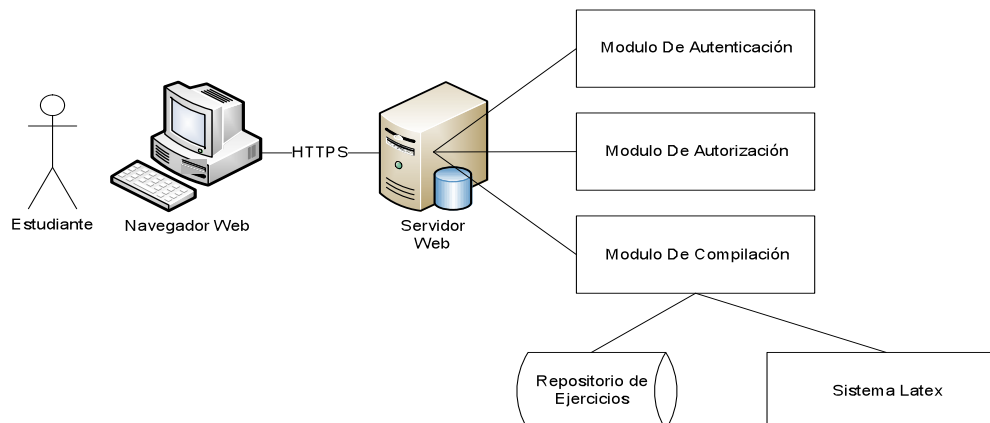 Modulo De Autenticación
HTTPS
Modulo De Autorización
Estudiante
Navegador Web
Servidor
Web
Modulo De Compilación
Repositorio de
Ejercicios
Sistema Latex